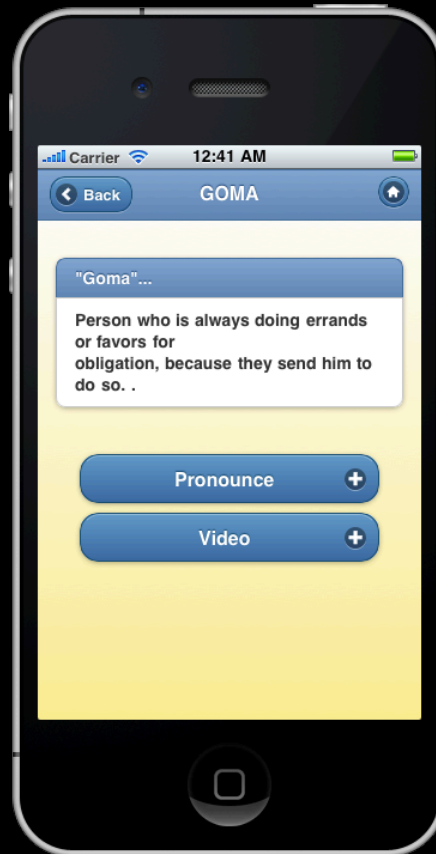 Carrier 12:41 AM
Back GOMA
"Goma"...
Person who is always doing errands
or favors for
obligation, because they send him to
do so. .
Pronounce
Video